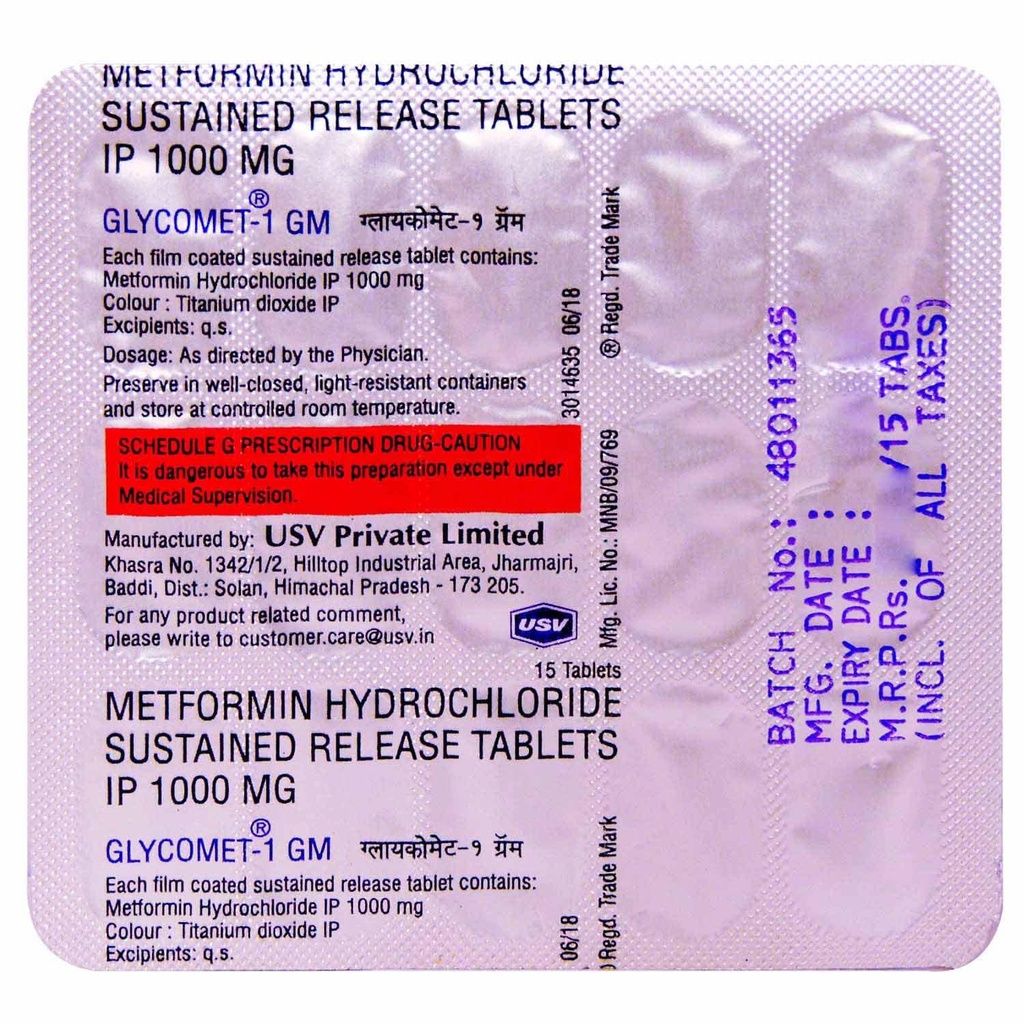 METFORMIN HYDROCHLORIDE
SUSTAINED RELEASE TABLETS
IP 1000 MG
GLYCOMET®-1 GM ग्लायकोमेट-१ ग्रॅम
Each film coated sustained release tablet contains:
Metformin Hydrochloride IP 1000 mg
Colour : Titanium dioxide IP
Excipients: q.s.
Dosage: As directed by the Physician.
Preserve in well-closed, light-resistant containers
and store at controlled room temperature.
SCHEDULE G PRESCRIPTION DRUG-CAUTION
It is dangerous to take this preparation except under
Medical Supervision.
Manufactured by: USV Private Limited
Khasra No. 1342/1/2, Hilltop Industrial Area, Jharmajri,
Baddi, Dist.: Solan, Himachal Pradesh - 173 205.
For any product related comment,
please write to customer.care@usv.in
USV
15 Tablets
3014635 06/18
Mfg. Lic. No.: MNB/09/769 ® Regd. Trade Mark
METFORMIN HYDROCHLORIDE
SUSTAINED RELEASE TABLETS
IP 1000 MG
GLYCOMET®-1 GM ग्लायकोमेट-१ ग्रॅम
Each film coated sustained release tablet contains:
Metformin Hydrochloride IP 1000 mg
Colour : Titanium dioxide IP
Excipients: q.s.
06/18
) Regd. Trade Mark
BATCH No.: 48011365
MFG. DATE :
EXPIRY DATE :
M.R.P.Rs. /15 TABS.
(INCL. OF ALL TAXES)